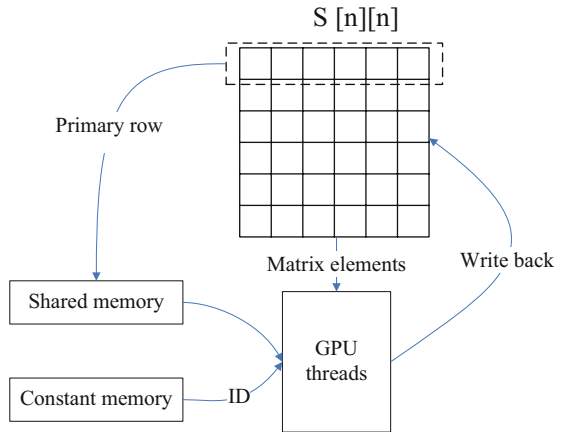 S [n][n]
Primary row
Matrix elements
Write back
Shared memory
GPU
threads
Constant memory
ID